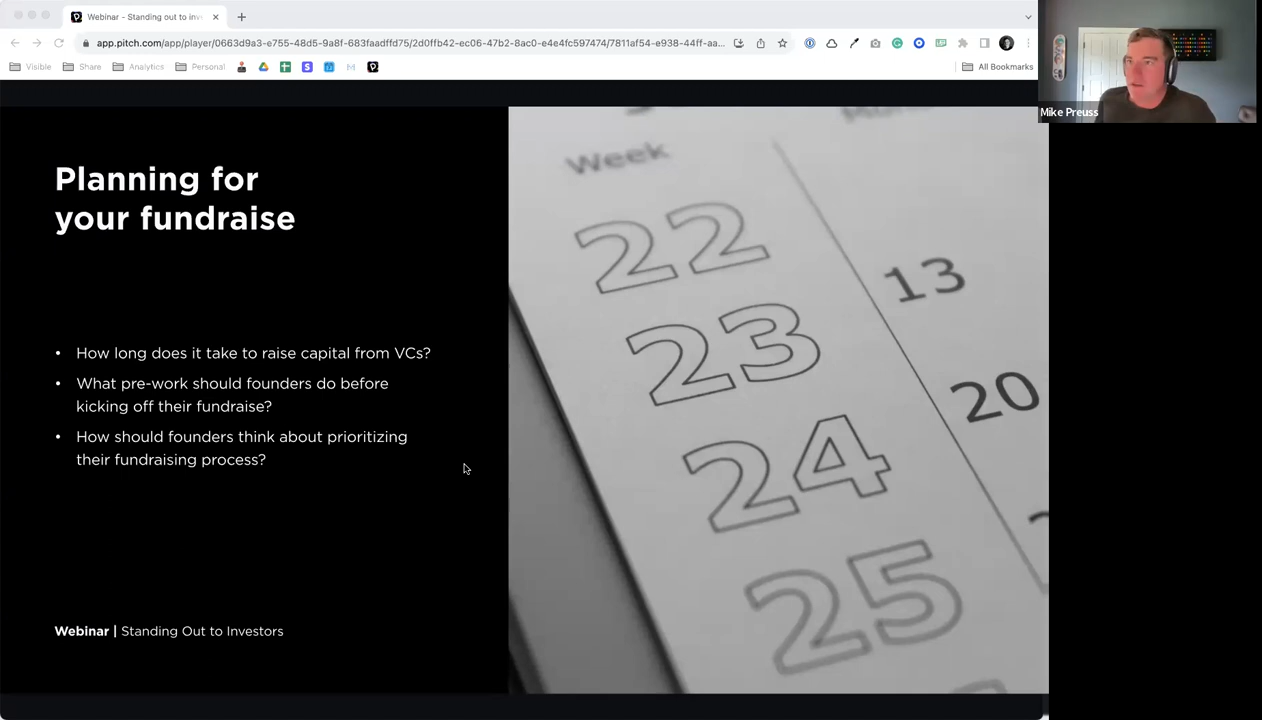 Webinar - Standing out to inv
app.pitch.com/app/player/0663d9a3-e755-48d5-9a8f-683faadffd75/2d0ffb42-ec06-47b2-8ac0-e4e4fc597474/7811af54-e938-44ff-aa...
Visible
Share
Analytics
Personal
All Bookmarks
Mike Preuss
Planning for
your fundraise
• How long does it take to raise capital from VCs?
• What pre-work should founders do before
kicking off their fundraise?
• How should founders think about prioritizing
their fundraising process?
Webinar | Standing Out to Investors
Week
22
23
24
25
13
20